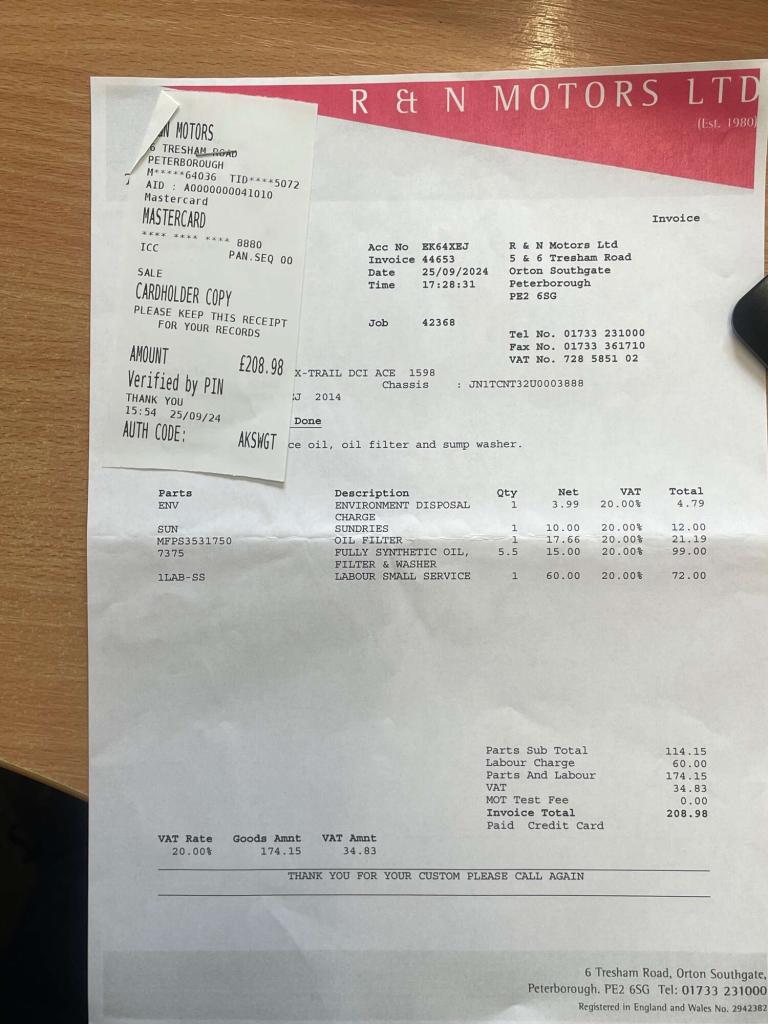 R & N MOTORS LTD
(Est. 1980)
N MOTORS
6 TRESHAM ROAD
PETERBOROUGH
M*****64036 TID****5072
AID : A0000000041010
Mastercard
MASTERCARD
**** **** **** 8880
ICC PAN.SEQ 00
SALE
CARDHOLDER COPY
PLEASE KEEP THIS RECEIPT
FOR YOUR RECORDS
AMOUNT £208.98
Verified by PIN
THANK YOU
15:54 25/09/24
AUTH CODE: AKSWGT
Invoice
Acc No EK64XEJ R & N Motors Ltd
Invoice 44653 5 & 6 Tresham Road
Date 25/09/2024 Orton Southgate
Time 17:28:31 Peterborough
PE2 6SG
Job 42368
Tel No. 01733 231000
Fax No. 01733 361710
VAT No. 728 5851 02
X-TRAIL DCI ACE 1598
Chassis : JN1TCNT32U0003888
EJ 2014
Done
ce oil, oil filter and sump washer.
Parts Description Qty Net VAT Total
ENV ENVIRONMENT DISPOSAL 1 3.99 20.00% 4.79
CHARGE
SUN SUNDRIES 1 10.00 20.00% 12.00
MFPS3531750 OIL FILTER 1 17.66 20.00% 21.19
7375 FULLY SYNTHETIC OIL, 5.5 15.00 20.00% 99.00
FILTER & WASHER
1LAB-SS LABOUR SMALL SERVICE 1 60.00 20.00% 72.00
Parts Sub Total 114.15
Labour Charge 60.00
Parts And Labour 174.15
VAT 34.83
MOT Test Fee 0.00
Invoice Total 208.98
Paid Credit Card
VAT Rate Goods Amnt VAT Amnt
20.00% 174.15 34.83
THANK YOU FOR YOUR CUSTOM PLEASE CALL AGAIN
6 Tresham Road, Orton Southgate,
Peterborough. PE2 6SG Tel: 01733 231000
Registered in England and Wales No. 2942382